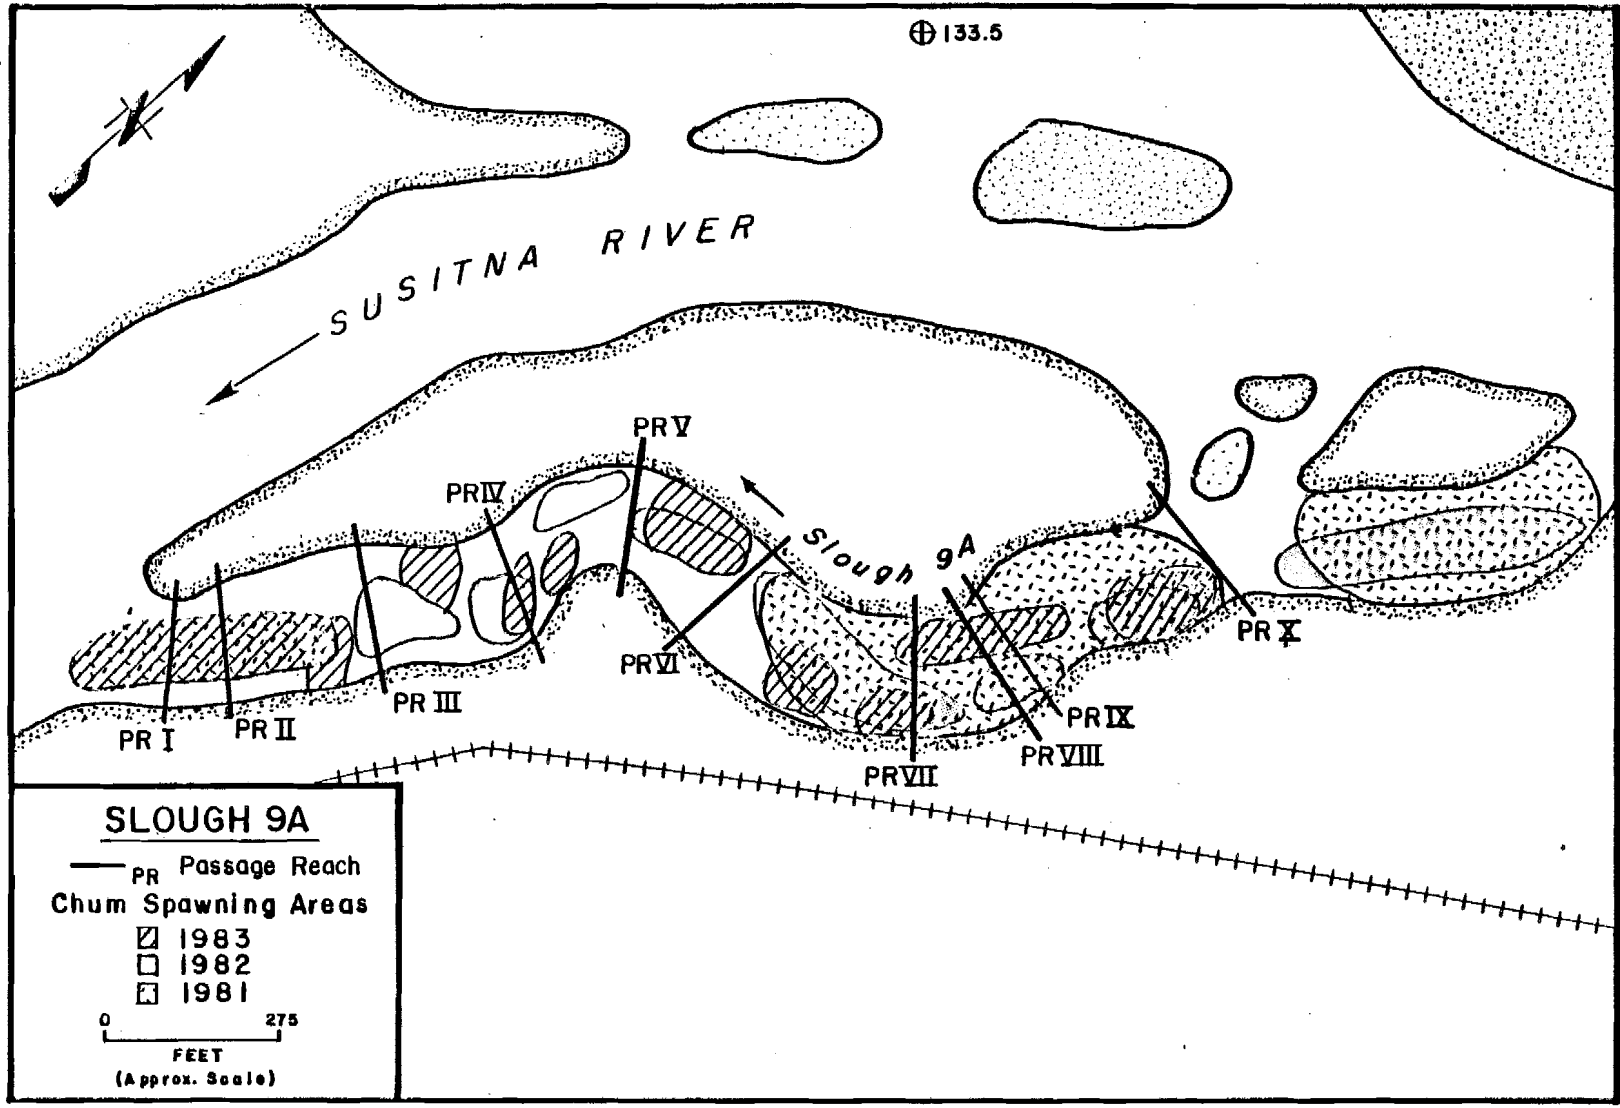 133.5
SUSITNA RIVER
PR V
PR IV
Slough 9A
PR VI
PR X
PR III
PR IX
PR I
PR II
PR VIII
PR VII
SLOUGH 9A
PR Passage Reach
Chum Spawning Areas
1983
1982
1981
0 275
FEET
(Approx. Scale)